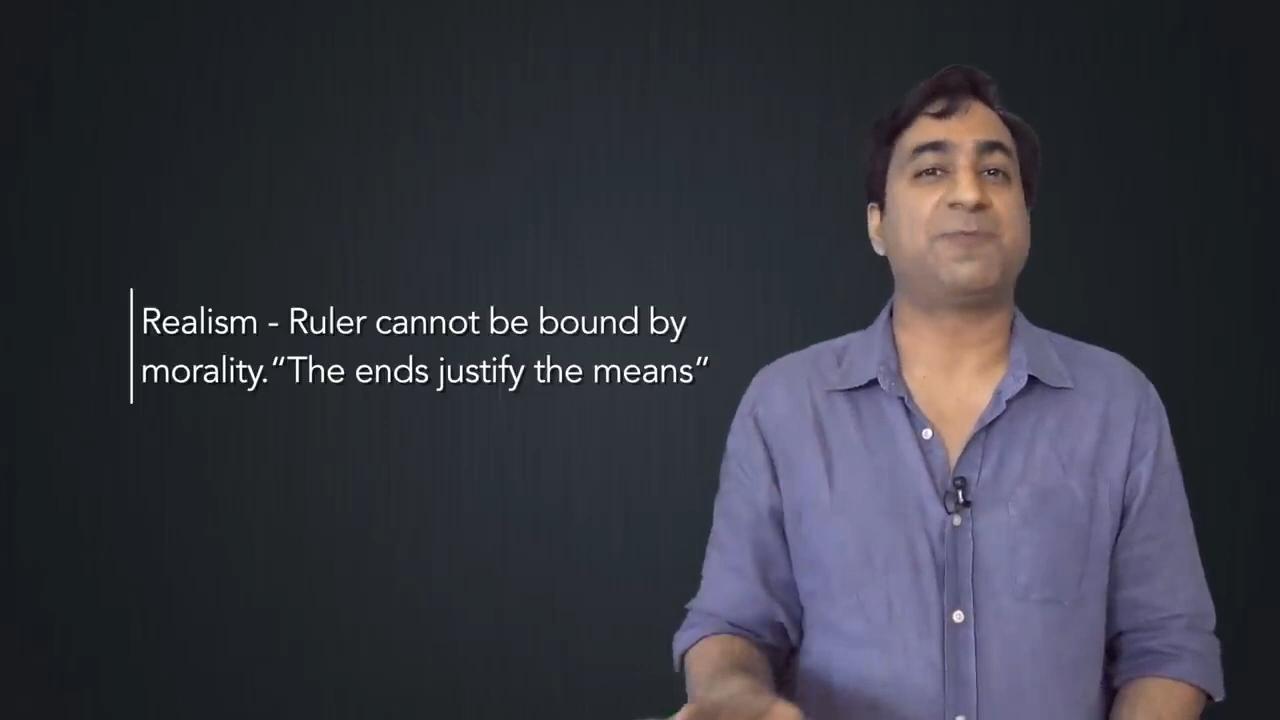 Realism - Ruler cannot be bound by
morality.“The ends justify the means”